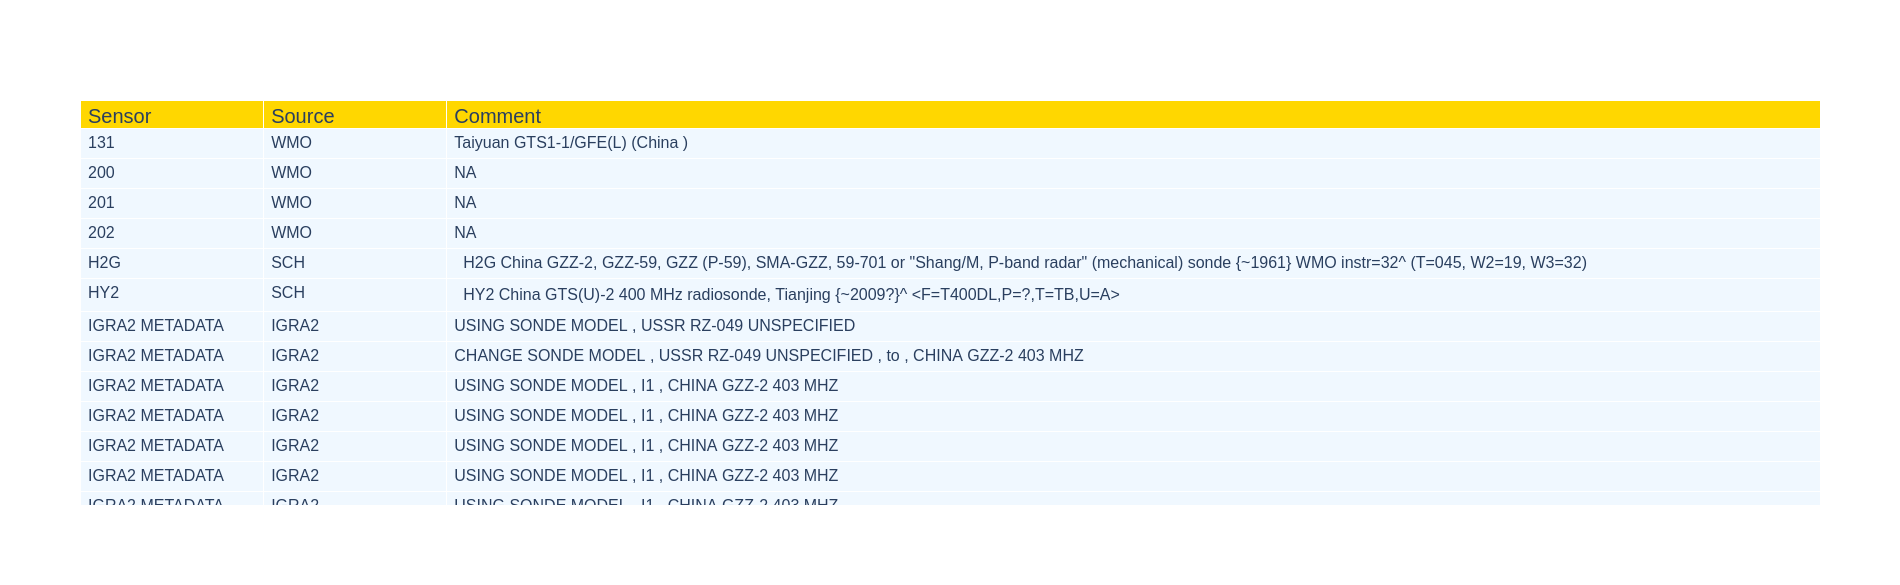 Sensor Source Comment
131 WMO Taiyuan GTS1-1/GFE(L) (China )
200 WMO NA
201 WMO NA
202 WMO NA
H2G SCH H2G China GZZ-2, GZZ-59, GZZ (P-59), SMA-GZZ, 59-701 or "Shang/M, P-band radar" (mechanical) sonde {~1961} WMO instr=32^ (T=045, W2=19, W3=32)
HY2 SCH HY2 China GTS(U)-2 400 MHz radiosonde, Tianjing {~2009?}^ <F=T400DL,P=?,T=TB,U=A>
IGRA2 METADATA IGRA2 USING SONDE MODEL , USSR RZ-049 UNSPECIFIED
IGRA2 METADATA IGRA2 CHANGE SONDE MODEL , USSR RZ-049 UNSPECIFIED , to , CHINA GZZ-2 403 MHZ
IGRA2 METADATA IGRA2 USING SONDE MODEL , I1 , CHINA GZZ-2 403 MHZ
IGRA2 METADATA IGRA2 USING SONDE MODEL , I1 , CHINA GZZ-2 403 MHZ
IGRA2 METADATA IGRA2 USING SONDE MODEL , I1 , CHINA GZZ-2 403 MHZ
IGRA2 METADATA IGRA2 USING SONDE MODEL , I1 , CHINA GZZ-2 403 MHZ
IGRA2 METADATA IGRA2 USING SONDE MODEL , I1 , CHINA GZZ-2 403 MHZ